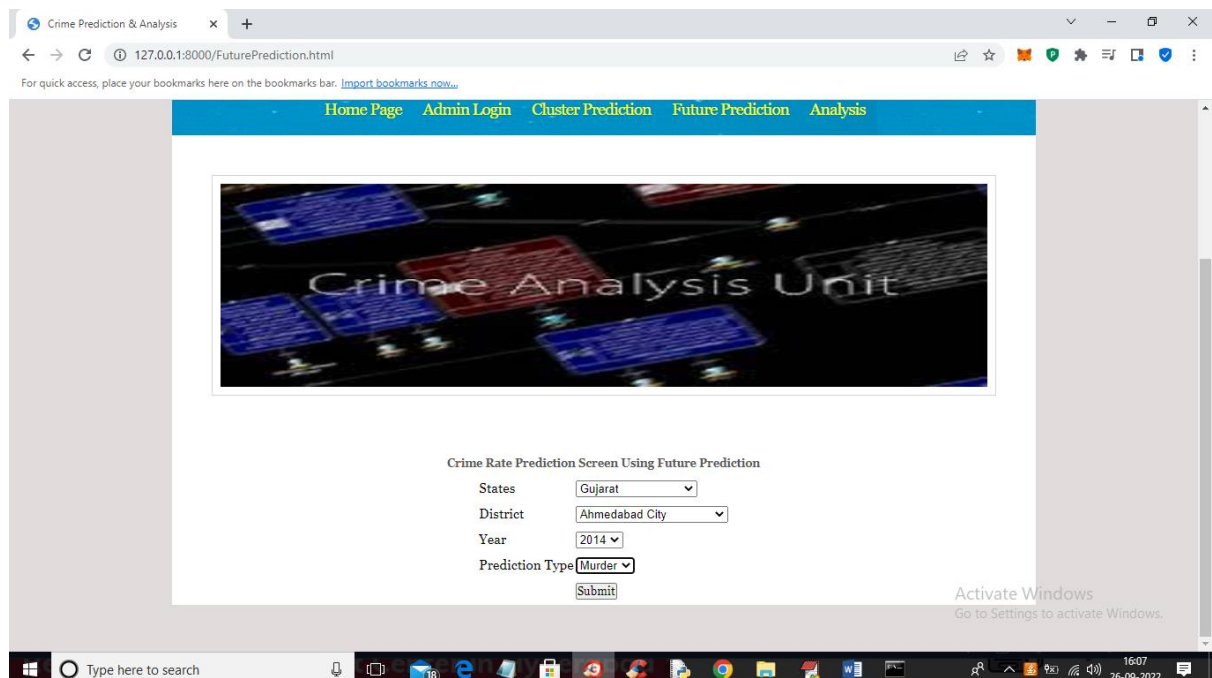 Crime Prediction & Analysis
127.0.0.1:8000/FuturePrediction.html
For quick access, place your bookmarks here on the bookmarks bar. Import bookmarks now...
Home Page Admin Login Cluster Prediction Future Prediction Analysis
Crime Analysis Unit
Crime Rate Prediction Screen Using Future Prediction
States Gujarat
District Ahmedabad City
Year 2014
Prediction Type Murder
Submit
Activate Windows
Go to Settings to activate Windows.
Type here to search
18
16:07
26-09-2022